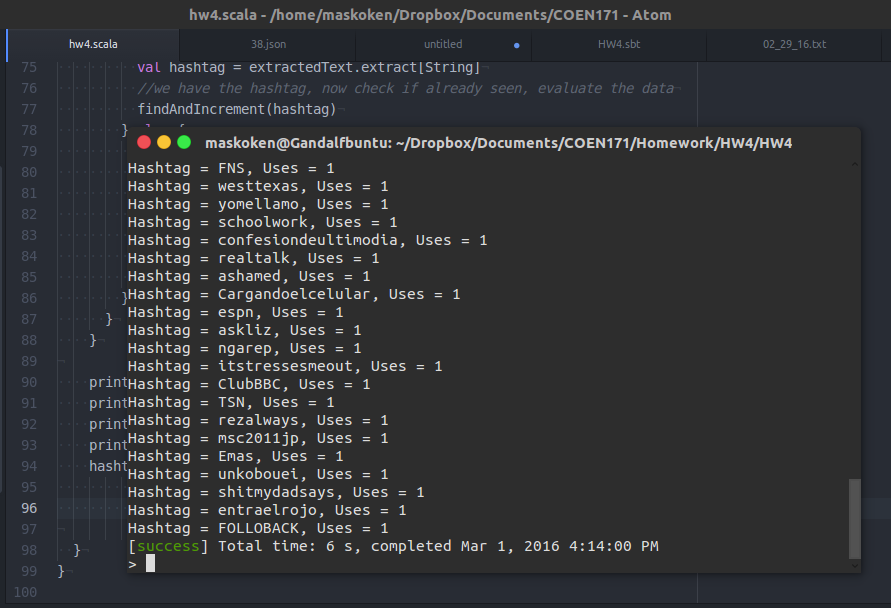 hw4.scala - /home/maskoken/Dropbox/Documents/COEN171 - Atom
hw4.scala 38.json untitled HW4.sbt 02_29_16.txt
75 val hashtag = extractedText.extract[String]
76 //we have the hashtag, now check if already seen, evaluate the data
77 findAndIncrement(hashtag)
78 }
79
80
81
82
83
84
85
86 }
87 }
88 }
89
90 print
91 print
92 print
93 print
94 hasht
95
96
97
98 }
99 }
100
maskoken@Gandalfbuntu: ~/Dropbox/Documents/COEN171/Homework/HW4/HW4
Hashtag = FNS, Uses = 1
Hashtag = westtexas, Uses = 1
Hashtag = yomellamo, Uses = 1
Hashtag = schoolwork, Uses = 1
Hashtag = confesiondeultimodia, Uses = 1
Hashtag = realtalk, Uses = 1
Hashtag = ashamed, Uses = 1
Hashtag = Cargandoelcelular, Uses = 1
Hashtag = espn, Uses = 1
Hashtag = askliz, Uses = 1
Hashtag = ngarep, Uses = 1
Hashtag = itstressesmeout, Uses = 1
Hashtag = ClubBBC, Uses = 1
Hashtag = TSN, Uses = 1
Hashtag = rezalways, Uses = 1
Hashtag = msc2011jp, Uses = 1
Hashtag = Emas, Uses = 1
Hashtag = unkobouei, Uses = 1
Hashtag = shitmydadsays, Uses = 1
Hashtag = entraelrojo, Uses = 1
Hashtag = FOLLOBACK, Uses = 1
[success] Total time: 6 s, completed Mar 1, 2016 4:14:00 PM
>